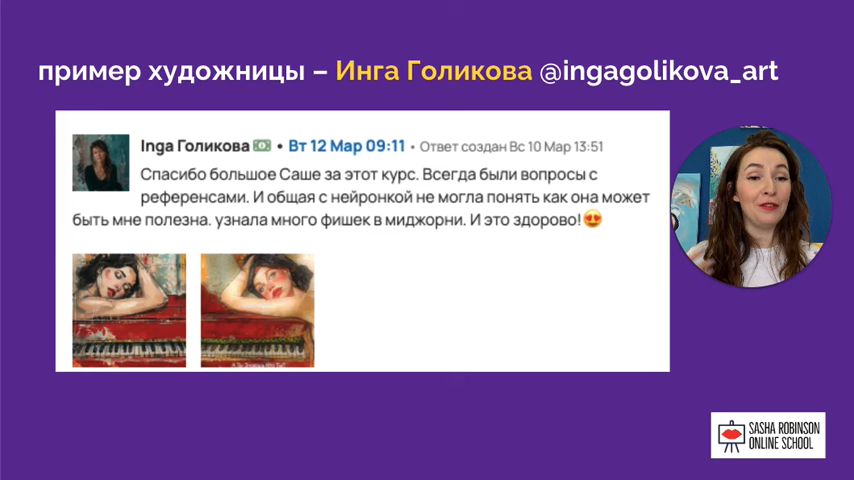 пример художницы – Инга Голикова @ingagolikova_art
Inga Голикова • Вт 12 Мар 09:11 • Ответ создан Вс 10 Мар 13:51
Спасибо большое Саше за этот курс. Всегда были вопросы с
референсами. И общая с нейронкой не могла понять как она может
быть мне полезна. узнала много фишек в миджорни. И это здорово!😍
SASHA ROBINSON
ONLINE SCHOOL